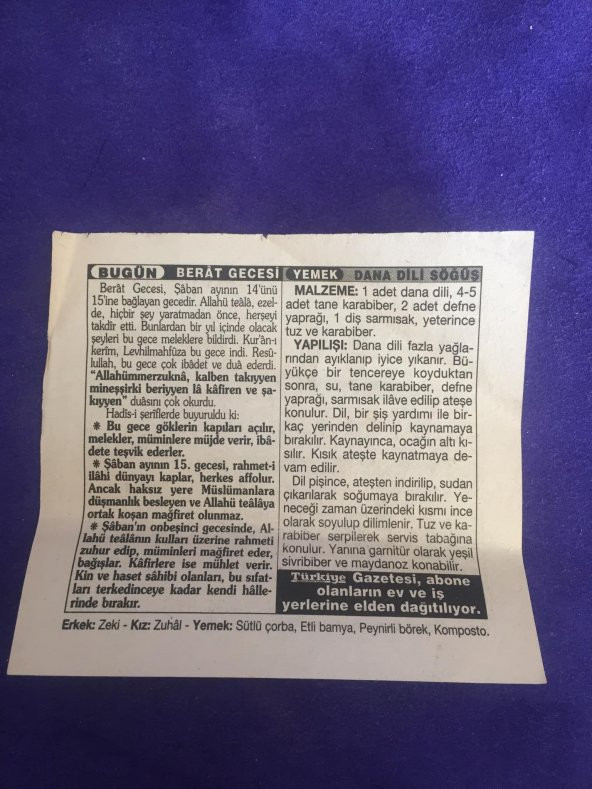 BUGÜN BERÂT GECESİ
Berât Gecesi, Şâban ayının 14'ünü
15'ine bağlayan gecedir. Allahü teâlâ, ezel-
de, hiçbir şey yaratmadan önce, herşeyi
takdir etti. Bunlardan bir yıl içinde olacak
şeyleri bu gece meleklere bildirdi. Kur'ân-ı
kerîm, Levhilmahfûza bu gece indi. Resû-
lullah, bu gece çok ibâdet ve duâ ederdi.
"Allahümmerzuknâ, kalben takıyyen
mineşşirki beriyyen lâ kâfiren ve şa-
kıyyen" duâsını çok okurdu.
Hadîs-i şerîflerde buyuruldu ki:
* Bu gece göklerin kapıları açılır,
melekler, müminlere müjde verir, ibâ-
dete teşvik ederler.
* Şâban ayının 15. gecesi, rahmet-i
ilâhi dünyayı kaplar, herkes affolur.
Ancak haksız yere Müslümanlara
düşmanlık besleyen ve Allahü teâlâya
ortak koşan mağfiret olunmaz.
* Şâban'ın onbeşinci gecesinde, Al-
lahü teâlânın kulları üzerine rahmeti
zuhur edip, müminleri mağfiret eder,
bağışlar. Kâfirlere ise mühlet verir.
Kin ve haset sâhibi olanları, bu sıfat-
ları terkedinceye kadar kendi hâlle-
rinde bırakır.
YEMEK DANA DİLİ SÖĞÜŞ
MALZEME: 1 adet dana dili, 4-5
adet tane karabiber, 2 adet defne
yaprağı, 1 diş sarmısak, yeterince
tuz ve karabiber.
YAPILIŞI: Dana dili fazla yağla-
rından ayıklanıp iyice yıkanır. Bü-
yükçe bir tencereye koyduktan
sonra, su, tane karabiber, defne
yaprağı, sarmısak ilâve edilip ateşe
konulur. Dil, bir şiş yardımı ile bir-
kaç yerinden delinip kaynamaya
bırakılır. Kaynayınca, ocağın altı kı-
sılır. Kısık ateşte kaynatmaya de-
vam edilir.
Dil pişince, ateşten indirilip, sudan
çıkarılarak soğumaya bırakılır. Ye-
neceği zaman üzerindeki kısmı ince
ince olarak soyulup dilimlenir. Tuz ve ka-
rabiber serpilerek servis tabağına
konulur. Yanına garnitür olarak yeşil
sivribiber ve maydanoz konabilir.
Türkiye Gazetesi, abone
olanların ev ve iş
yerlerine elden dağıtılıyor.
Erkek: Zeki - Kız: Zuhâl - Yemek: Sütlü çorba, Etli bamya, Peynirli börek, Komposto.